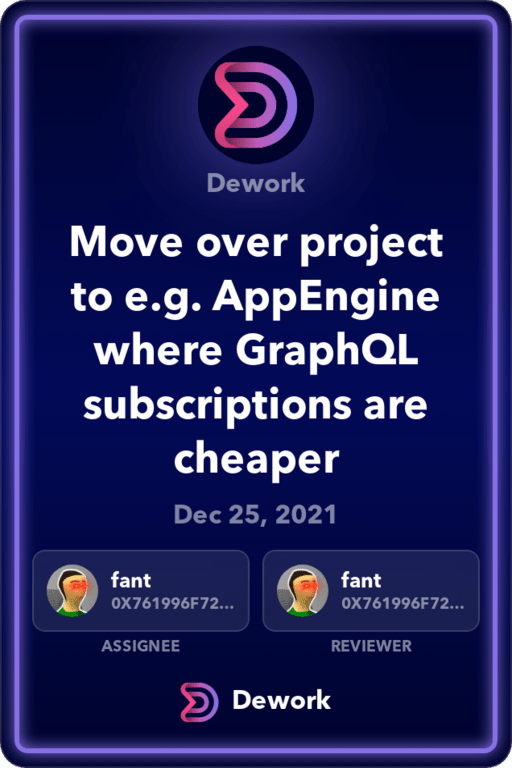 Dework
Move over project
to e.g. AppEngine
where GraphQL
subscriptions are
cheaper
Dec 25, 2021
fant
0X761996F72...
ASSIGNEE
fant
0X761996F72...
REVIEWER
Dework